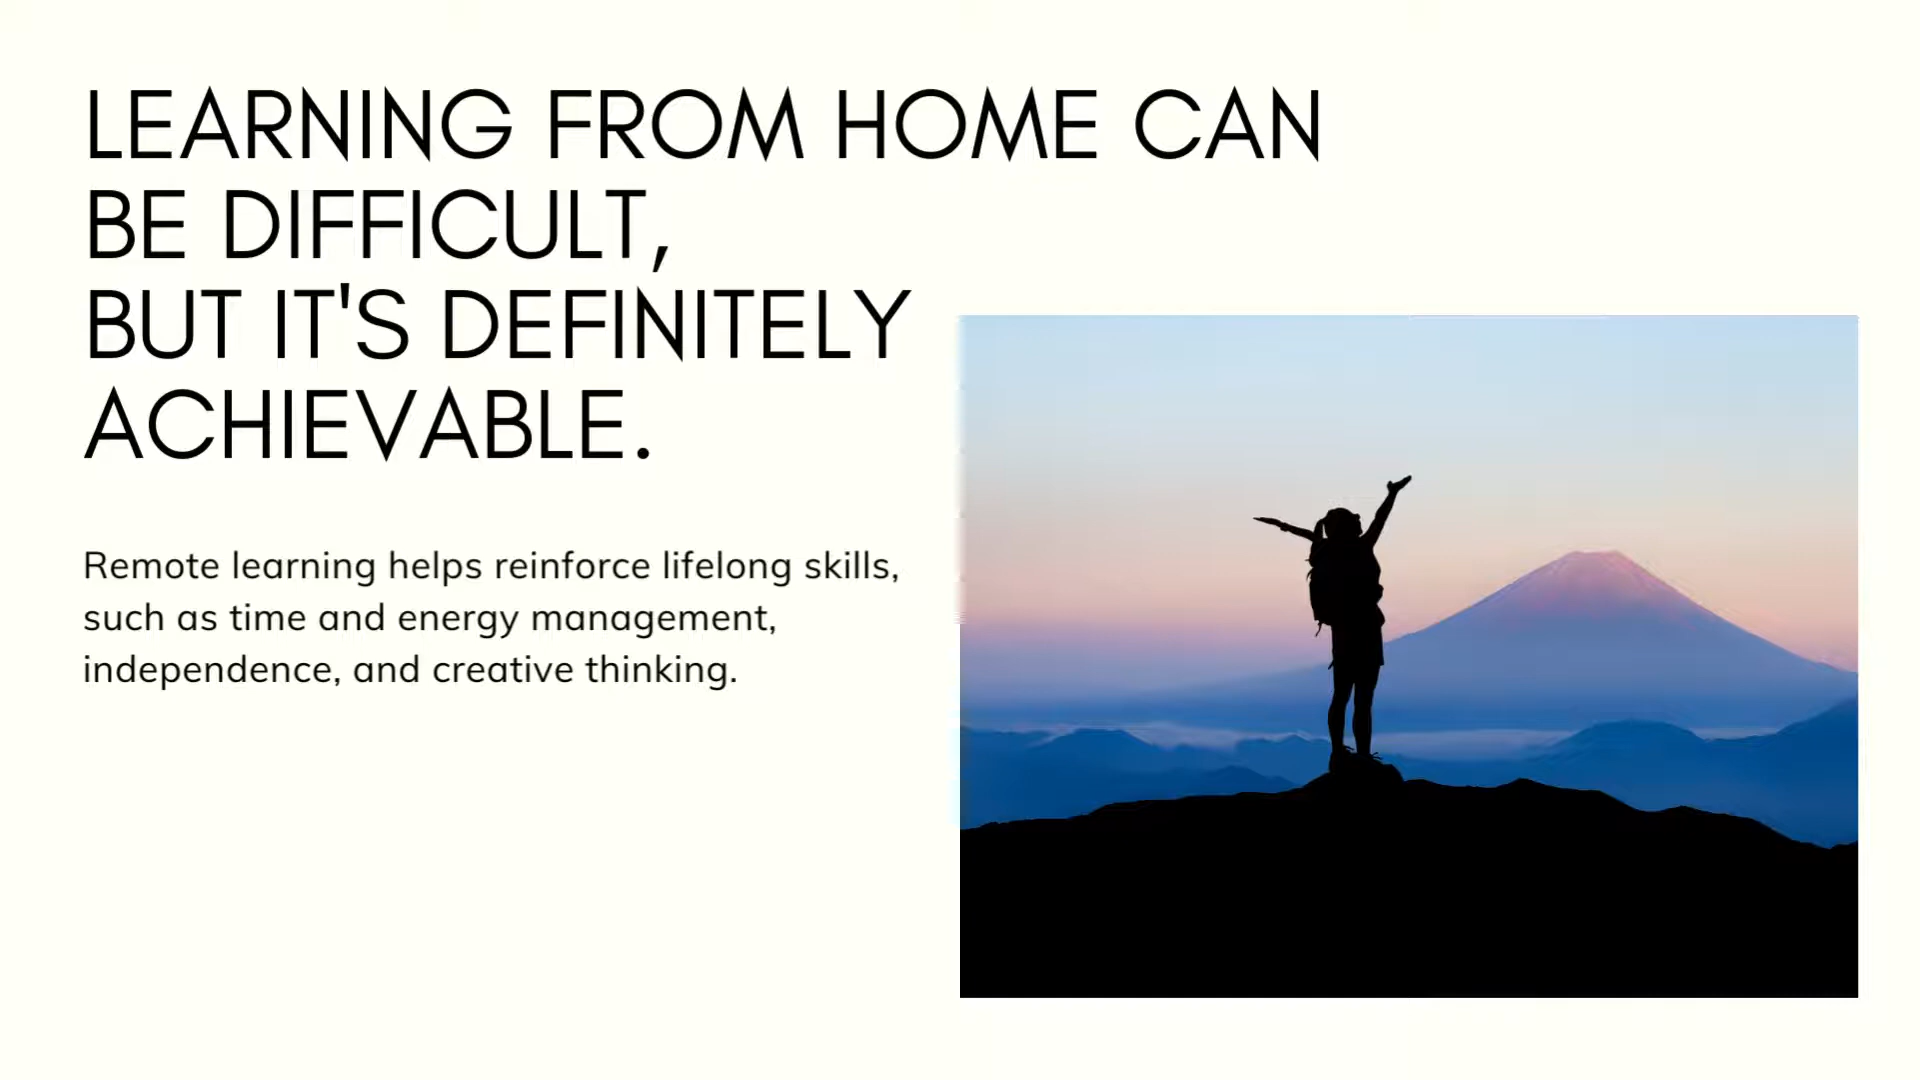 LEARNING FROM HOME CAN
BE DIFFICULT,
BUT IT'S DEFINITELY
ACHIEVABLE.
Remote learning helps reinforce lifelong skills,
such as time and energy management,
independence, and creative thinking.